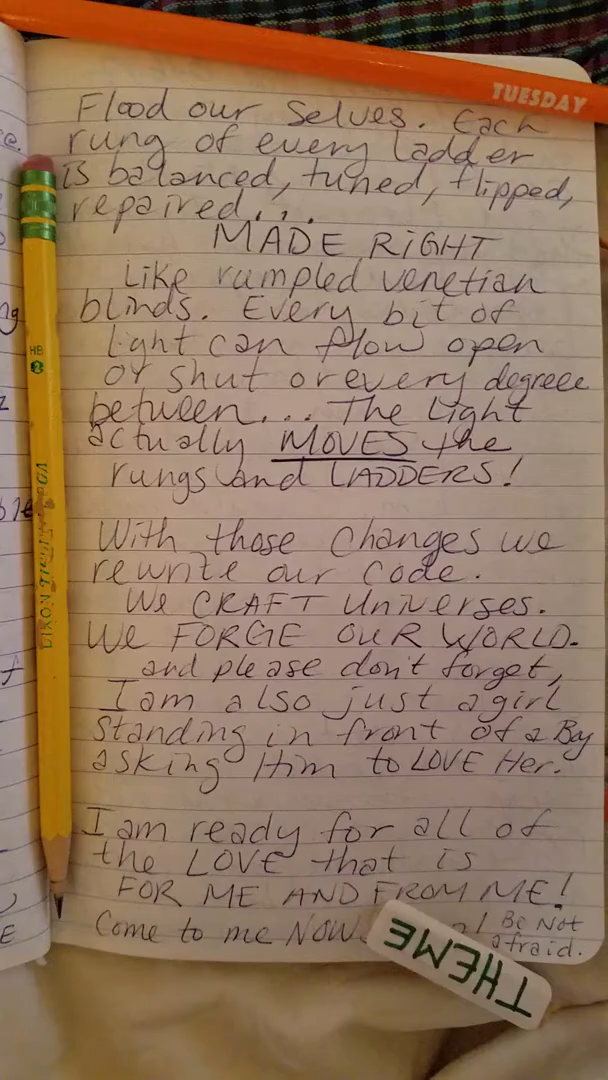 TUESDAY
Flood our Selves. Each
rung of every ladder
is balanced, tuned, flipped,
repaired...
MADE RIGHT
Like rumpled venetian
blinds. Every bit of
light can flow open
or shut or every degreee
between... The Light
actually MOVES the
rungs and LADDERS!
With those changes we
rewrite our code.
We CRAFT Universes.
We FORGE OUR WORLD.
and please don't forget,
I am also just a girl
standing in front of a Boy
asking Him to LOVE Her.
I am ready for all of
the LOVE that is
FOR ME AND FROM ME!
Come to me NOW
I Be Not
afraid.
THEME
HB
2
DIXON